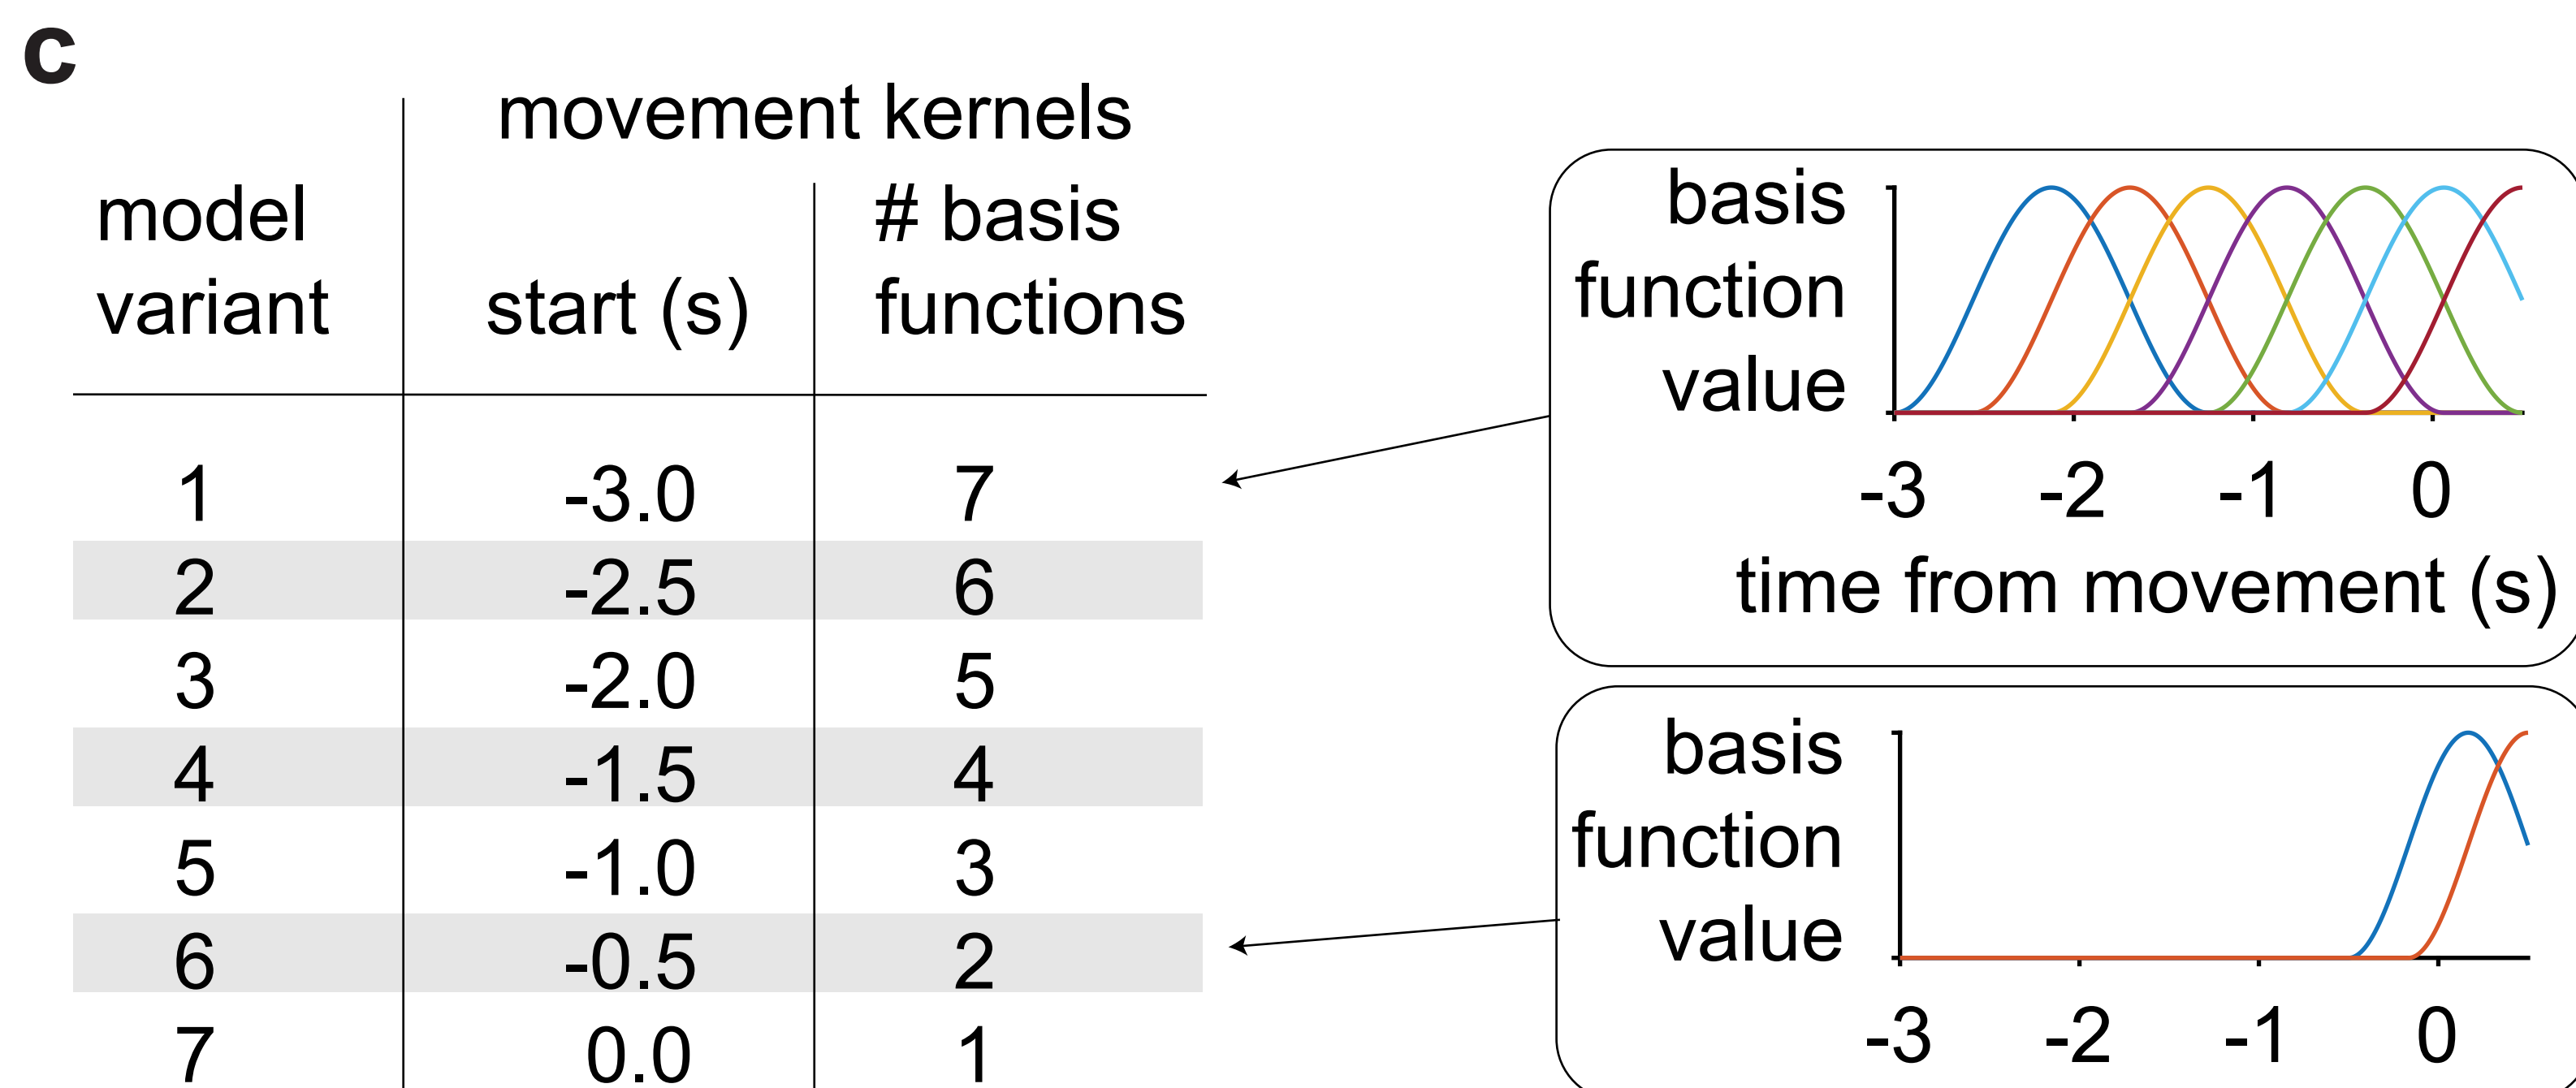 c
movement kernels
model variant
start (s)
# basis functions
1 -3.0 7
2 -2.5 6
3 -2.0 5
4 -1.5 4
5 -1.0 3
6 -0.5 2
7 0.0 1
basis
function
value
-3 -2 -1 0
time from movement (s)
basis
function
value
-3 -2 -1 0